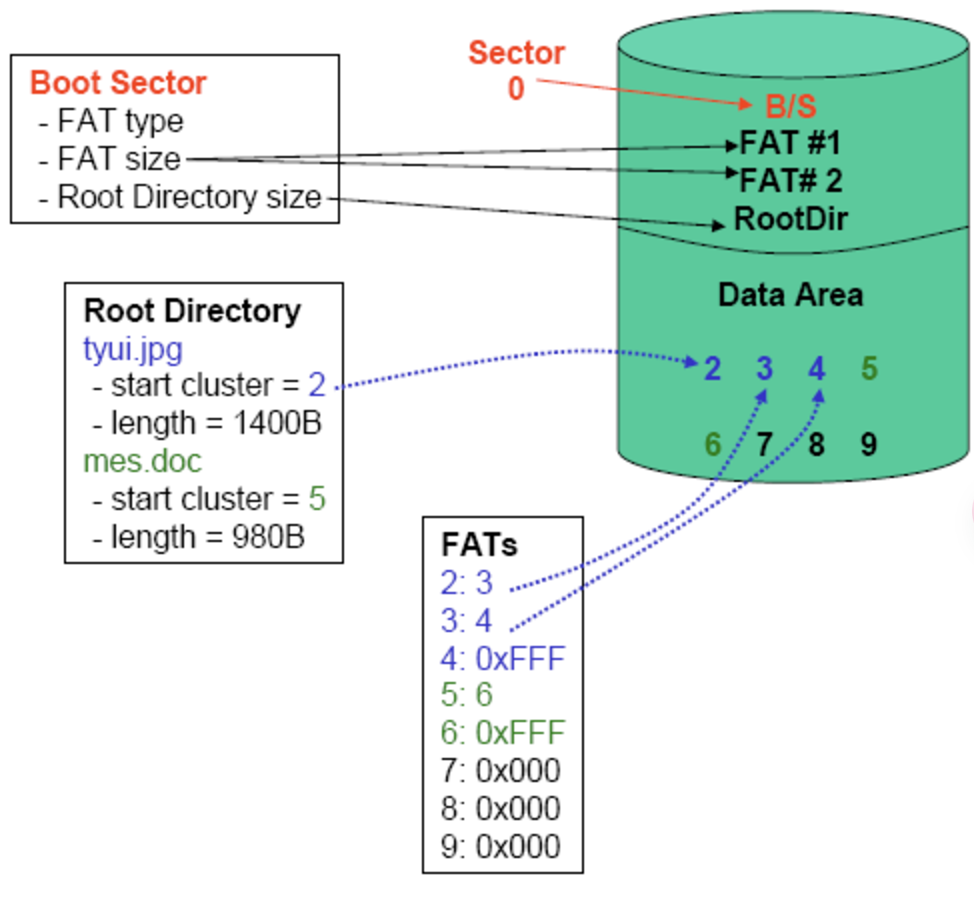 Boot Sector
- FAT type
- FAT size
- Root Directory size
Sector
0
B/S
FAT #1
FAT# 2
RootDir
Data Area
2 3 4 5
6 7 8 9
Root Directory
tyui.jpg
- start cluster = 2
- length = 1400B
mes.doc
- start cluster = 5
- length = 980B
FATs
2: 3
3: 4
4: 0xFFF
5: 6
6: 0xFFF
7: 0x000
8: 0x000
9: 0x000